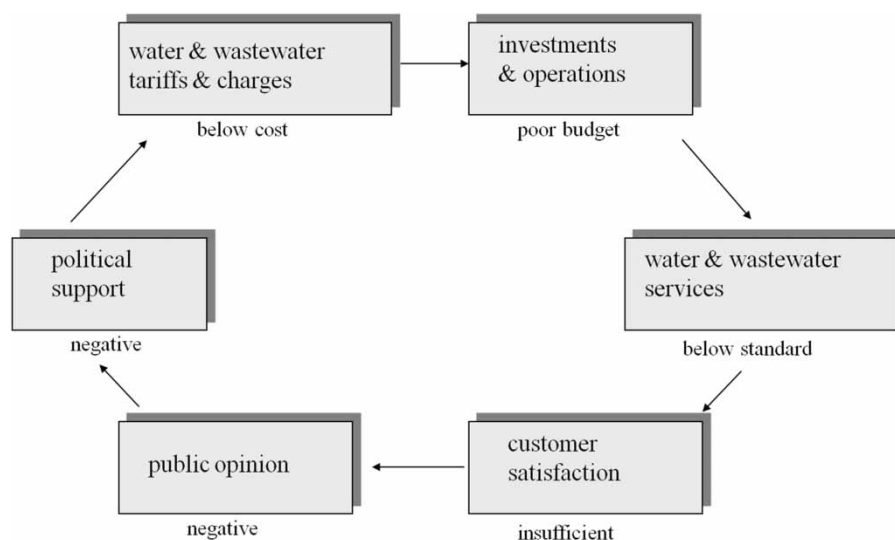 water & wastewater
tariffs & charges
below cost
investments
& operations
poor budget
water & wastewater
services
below standard
customer
satisfaction
insufficient
public opinion
negative
political
support
negative